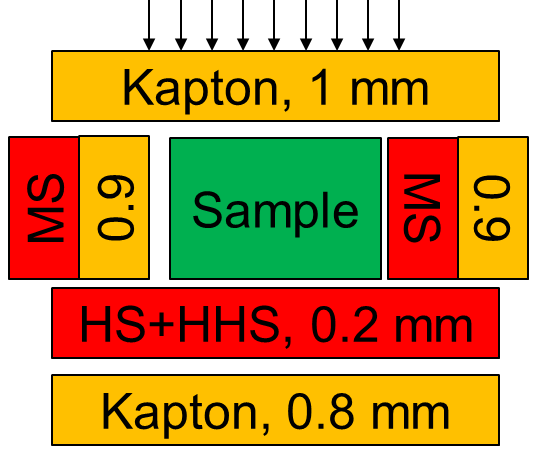 Kapton, 1 mm
MS
0.9
Sample
MS
0.9
HS+HHS, 0.2 mm
Kapton, 0.8 mm